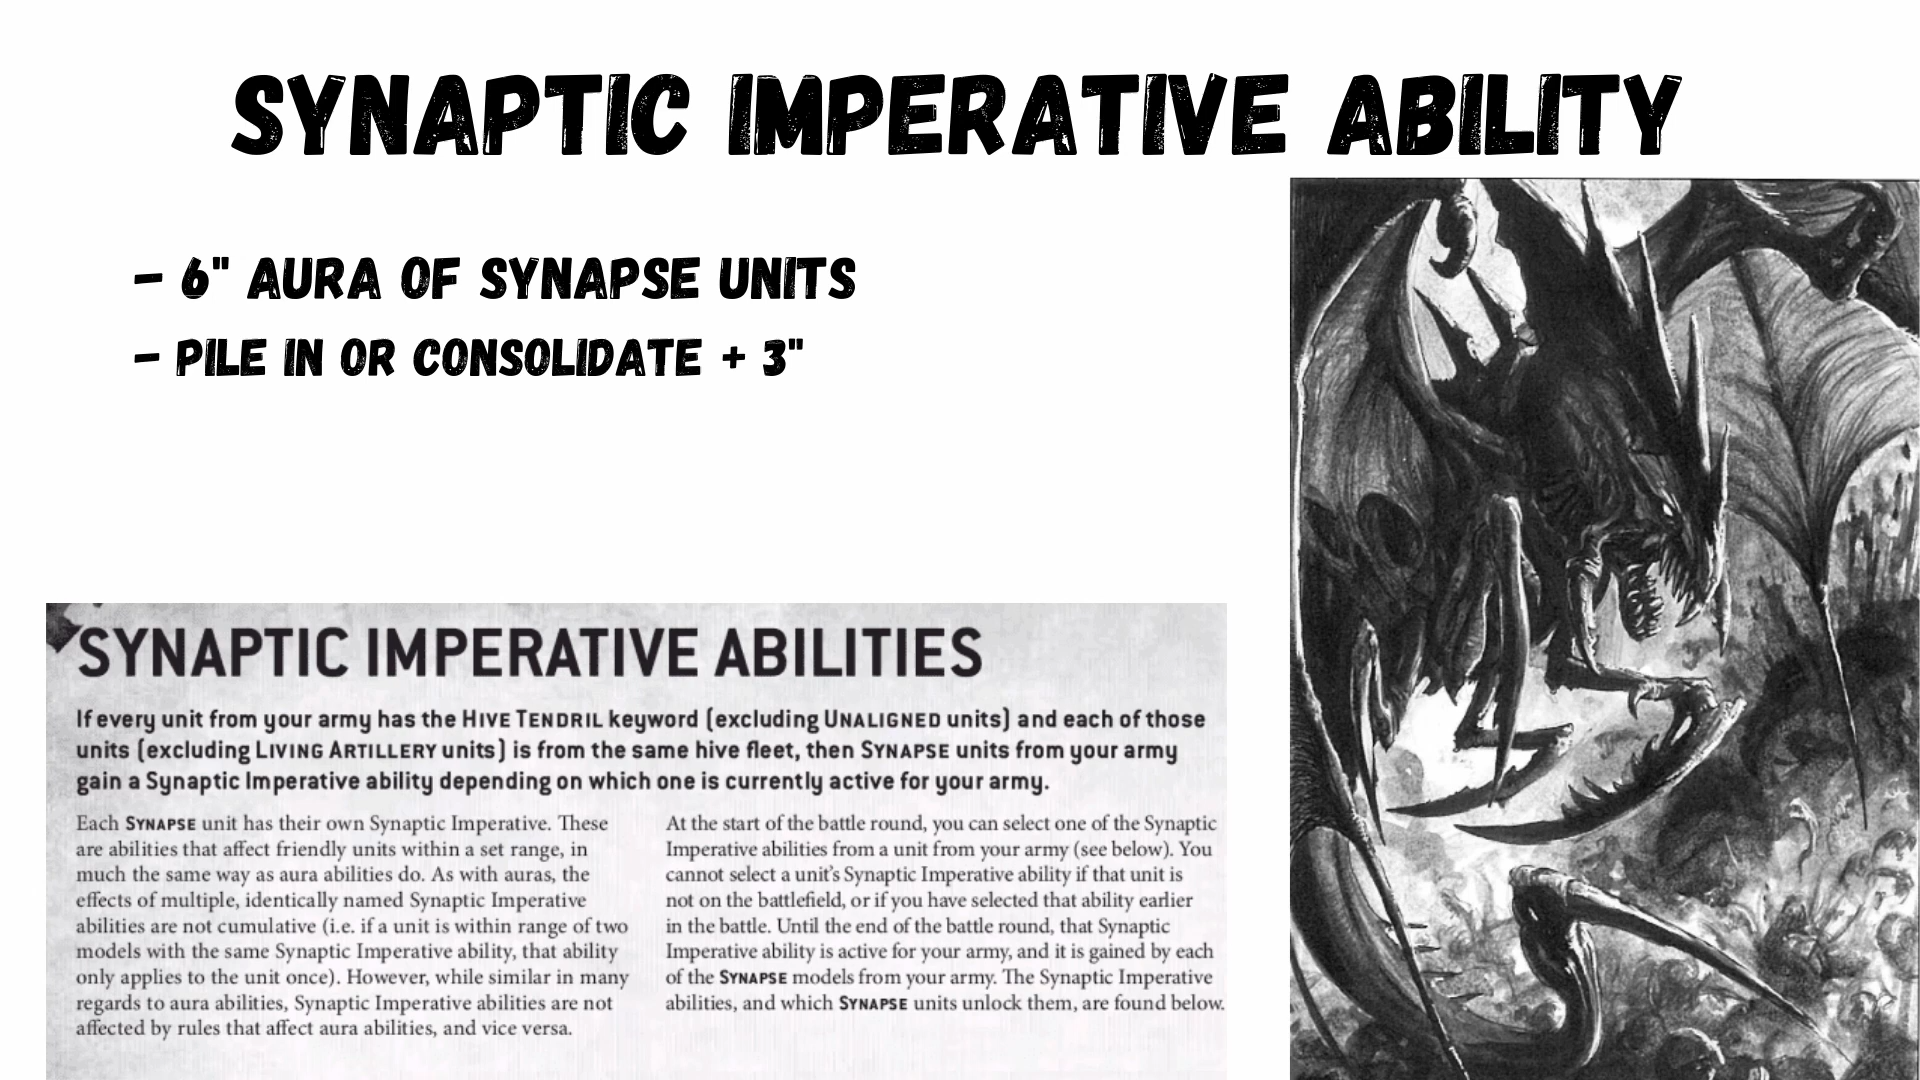 SYNAPTIC IMPERATIVE ABILITY
- 6" AURA OF SYNAPSE UNITS
- PILE IN OR CONSOLIDATE + 3"
SYNAPTIC IMPERATIVE ABILITIES
If every unit from your army has the HIVE TENDRIL keyword (excluding UNALIGNED units) and each of those
units (excluding LIVING ARTILLERY units) is from the same hive fleet, then SYNAPSE units from your army
gain a Synaptic Imperative ability depending on which one is currently active for your army.
Each SYNAPSE unit has their own Synaptic Imperative. These
are abilities that affect friendly units within a set range, in
much the same way as aura abilities do. As with auras, the
effects of multiple, identically named Synaptic Imperative
abilities are not cumulative (i.e. if a unit is within range of two
models with the same Synaptic Imperative ability, that ability
only applies to the unit once). However, while similar in many
regards to aura abilities, Synaptic Imperative abilities are not
affected by rules that affect aura abilities, and vice versa.
At the start of the battle round, you can select one of the Synaptic
Imperative abilities from a unit from your army (see below). You
cannot select a unit's Synaptic Imperative ability if that unit is
not on the battlefield, or if you have selected that ability earlier
in the battle. Until the end of the battle round, that Synaptic
Imperative ability is active for your army, and it is gained by each
of the SYNAPSE models from your army. The Synaptic Imperative
abilities, and which SYNAPSE units unlock them, are found below.